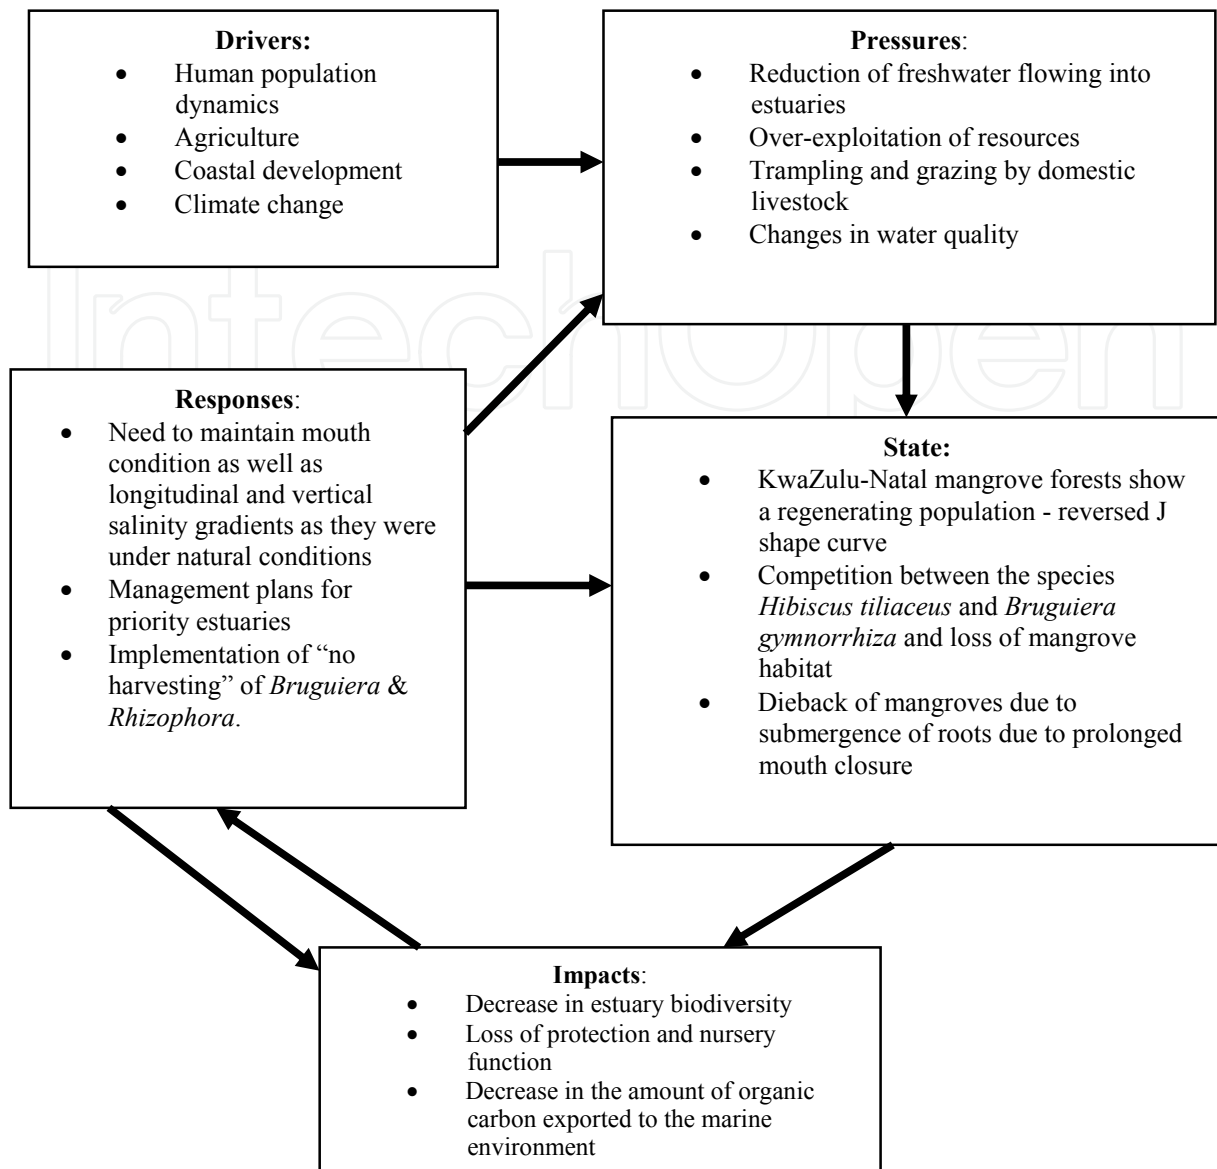 Drivers:
• Human population
dynamics
• Agriculture
• Coastal development
• Climate change
Pressures:
• Reduction of freshwater flowing into
estuaries
• Over-exploitation of resources
• Trampling and grazing by domestic
livestock
• Changes in water quality
IntechOpen
Responses:
• Need to maintain mouth
condition as well as
longitudinal and vertical
salinity gradients as they were
under natural conditions
• Management plans for
priority estuaries
• Implementation of “no
harvesting” of Bruguiera &
Rhizophora.
State:
• KwaZulu-Natal mangrove forests show
a regenerating population - reversed J
shape curve
• Competition between the species
Hibiscus tiliaceus and Bruguiera
gymnorrhiza and loss of mangrove
habitat
• Dieback of mangroves due to
submergence of roots due to prolonged
mouth closure
Impacts:
• Decrease in estuary biodiversity
• Loss of protection and nursery
function
• Decrease in the amount of organic
carbon exported to the marine
environment